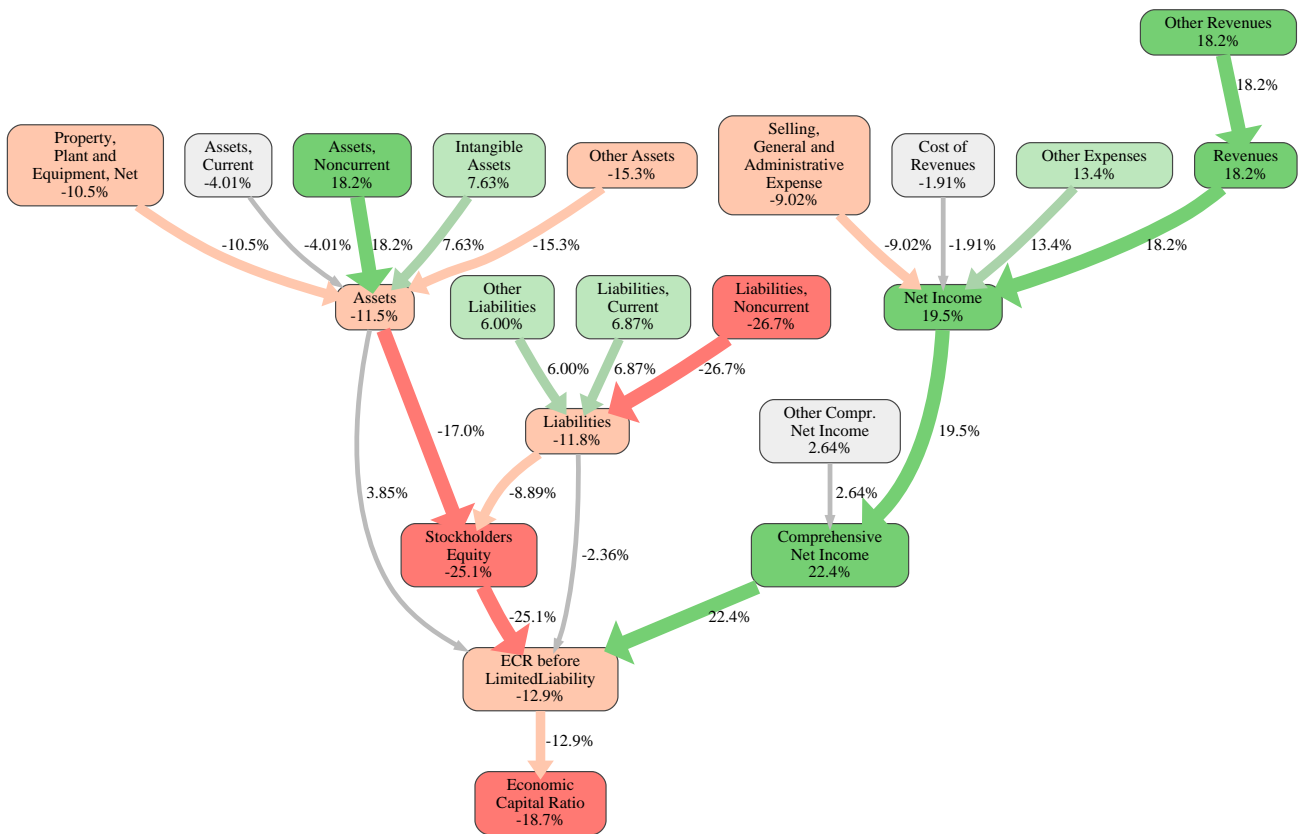 Other Revenues
18.2%
18.2%
Property,
Plant and
Equipment, Net
-10.5%
Assets,
Current
-4.01%
Assets,
Noncurrent
18.2%
Intangible
Assets
7.63%
Other Assets
-15.3%
Selling,
General and
Administrative
Expense
-9.02%
Cost of
Revenues
-1.91%
Other Expenses
13.4%
Revenues
18.2%
-10.5%
-4.01%
18.2%
7.63%
-15.3%
-9.02%
-1.91%
13.4%
18.2%
Assets
-11.5%
Other
Liabilities
6.00%
Liabilities,
Current
6.87%
Liabilities,
Noncurrent
-26.7%
Net Income
19.5%
6.00%
6.87%
-26.7%
Liabilities
-11.8%
Other Compr.
Net Income
2.64%
-17.0%
19.5%
3.85%
-8.89%
2.64%
Stockholders
Equity
-25.1%
-2.36%
Comprehensive
Net Income
22.4%
-25.1%
22.4%
ECR before
LimitedLiability
-12.9%
-12.9%
Economic
Capital Ratio
-18.7%